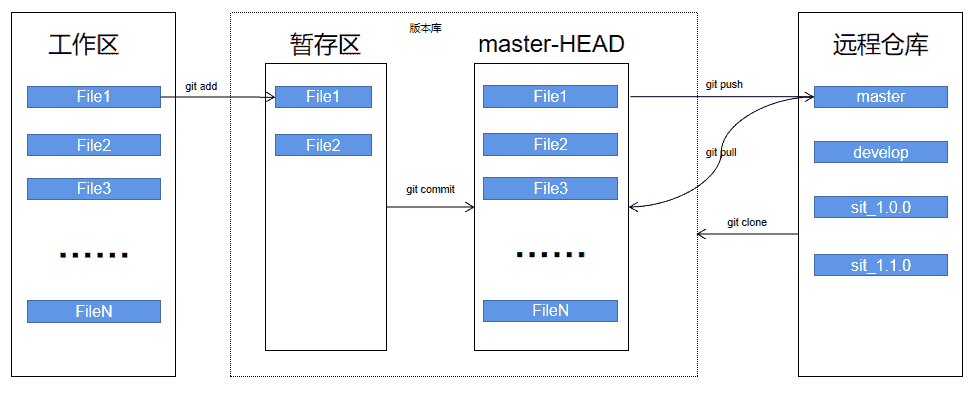 工作区
File1
File2
File3
......
FileN
git add
版本库
暂存区
File1
File2
git commit
master-HEAD
File1
File2
File3
......
FileN
git push
git pull
git clone
远程仓库
master
develop
sit_1.0.0
sit_1.1.0